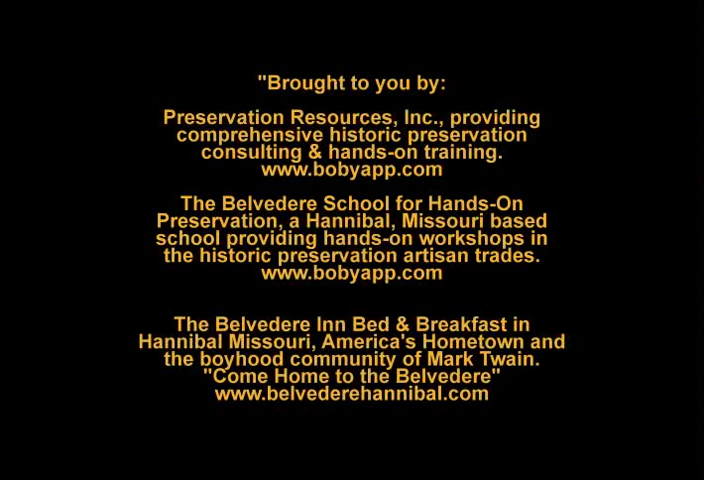 "Brought to you by:
Preservation Resources, Inc., providing
comprehensive historic preservation
consulting & hands-on training.
www.bobyapp.com
The Belvedere School for Hands-On
Preservation, a Hannibal, Missouri based
school providing hands-on workshops in
the historic preservation artisan trades.
www.bobyapp.com
The Belvedere Inn Bed & Breakfast in
Hannibal Missouri, America's Hometown and
the boyhood community of Mark Twain.
"Come Home to the Belvedere"
www.belvederehannibal.com